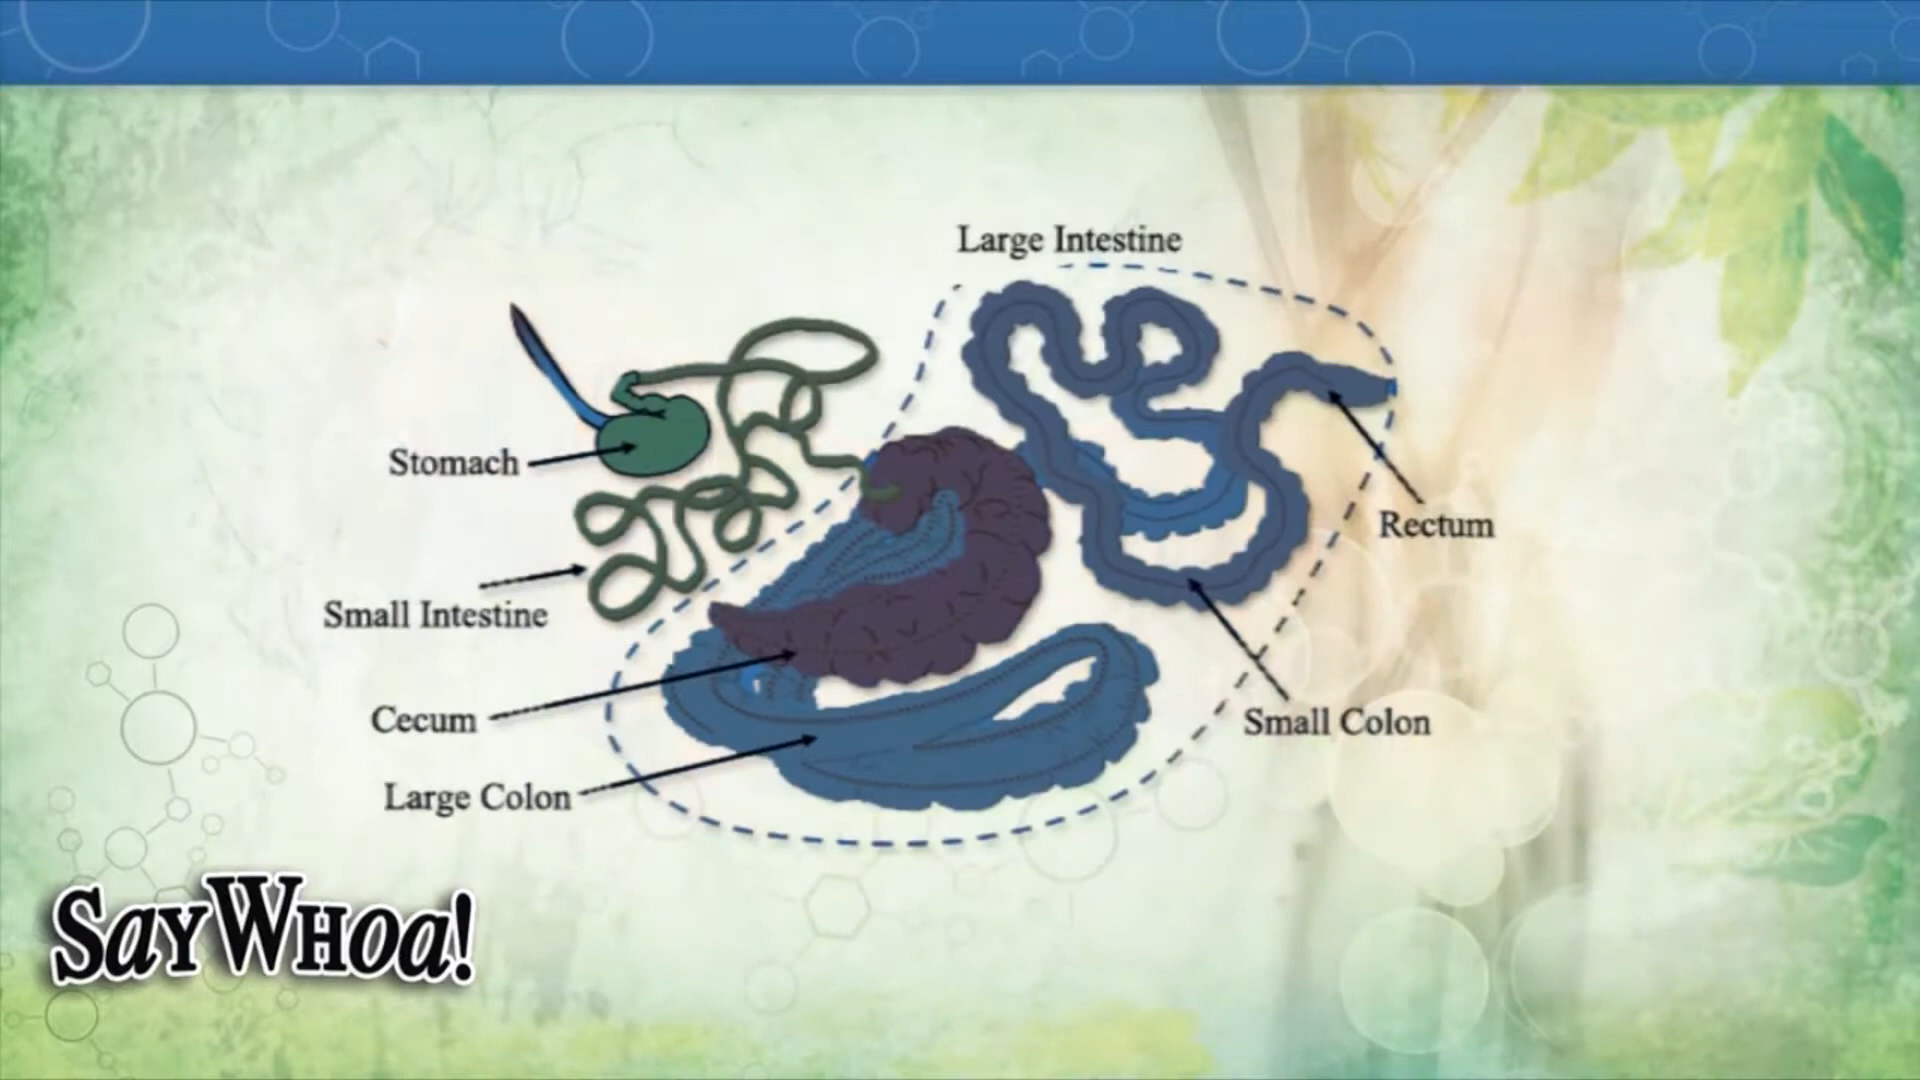 Large Intestine
Stomach
Rectum
Small Intestine
Cecum
Small Colon
Large Colon
SayWhoa!